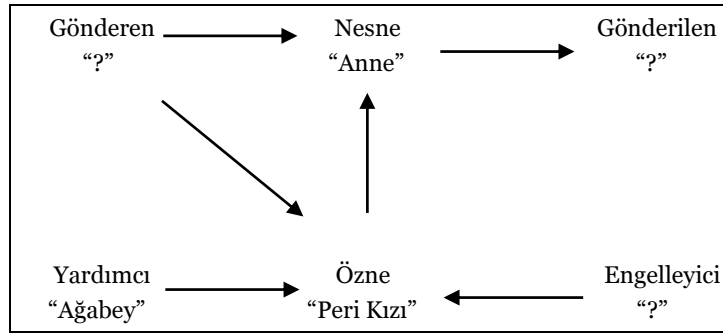 Gönderen Nesne Gönderilen
“?” “Anne” “?”
Yardımcı Özne Engelleyici
“Ağabey” “Peri Kızı” “?”